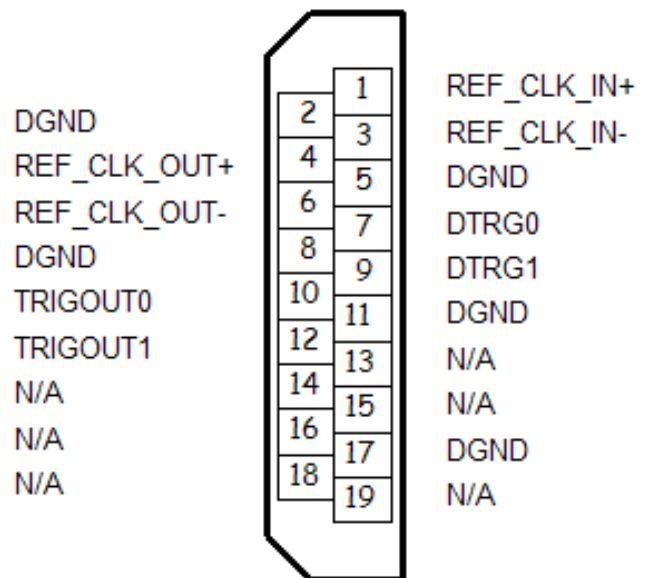 1 REF_CLK_IN+
DGND 2
3 REF_CLK_IN-
REF_CLK_OUT+ 4
5 DGND
REF_CLK_OUT- 6
7 DTRG0
DGND 8
9 DTRG1
TRIGOUT0 10
11 DGND
TRIGOUT1 12
13 N/A
N/A 14
15 N/A
N/A 16
17 DGND
N/A 18
19 N/A